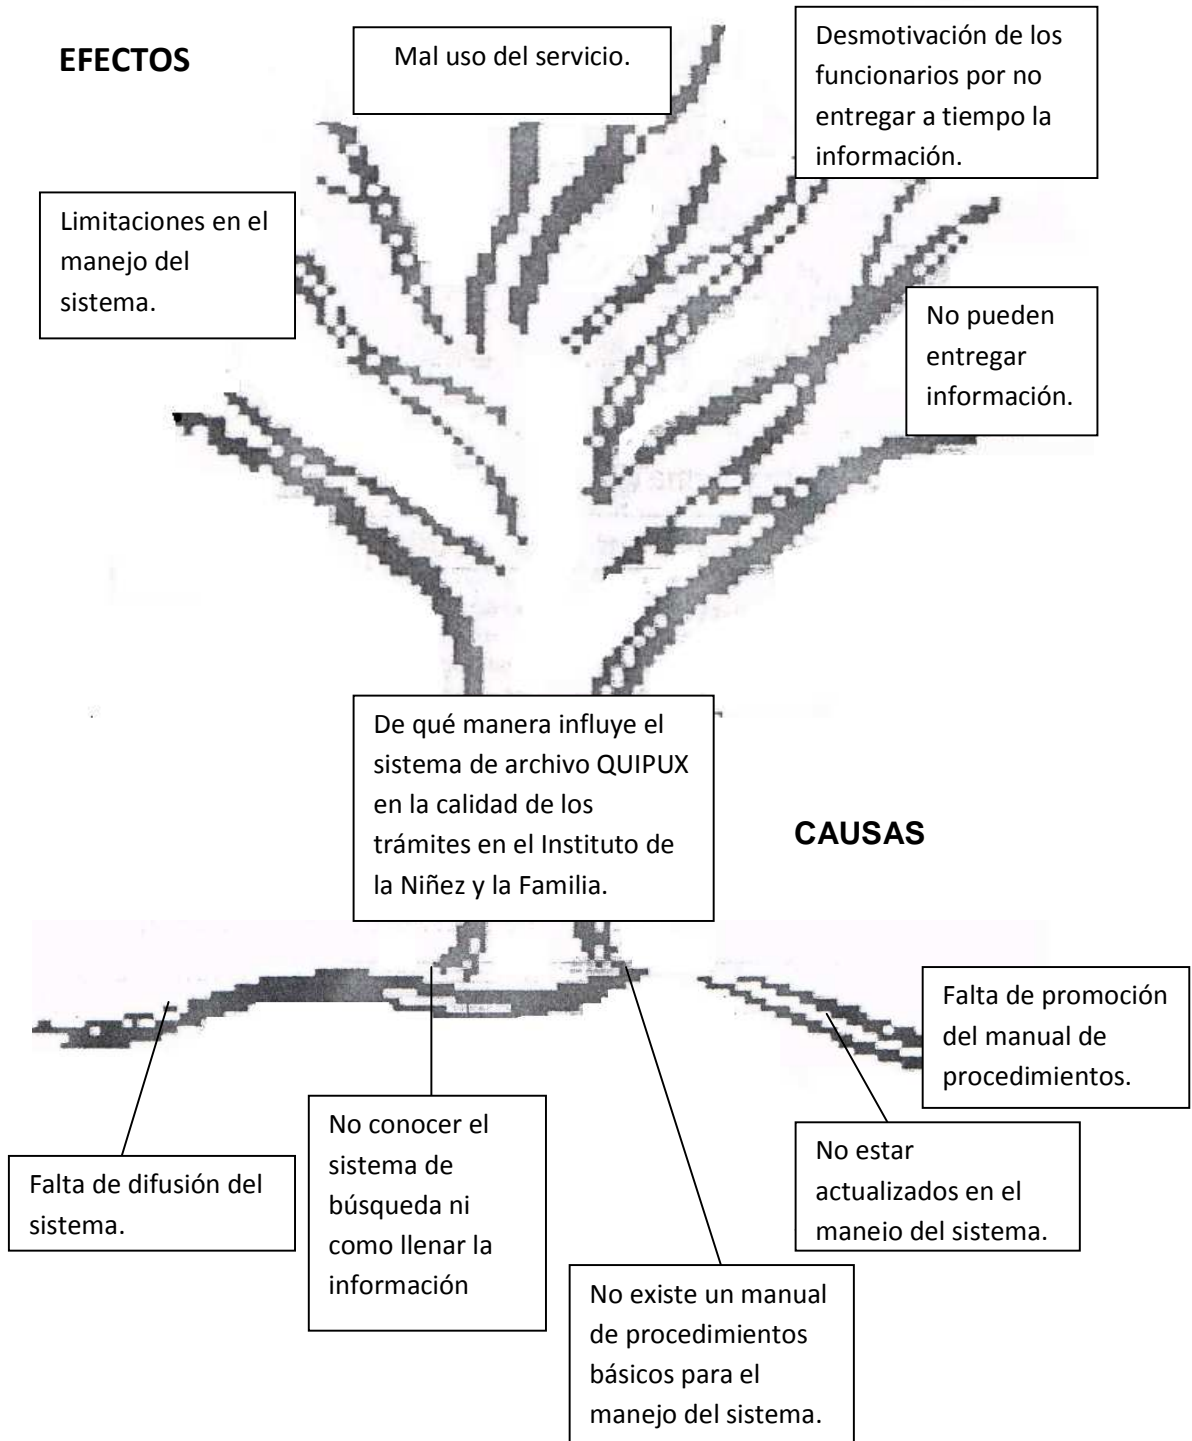 EFECTOS
Mal uso del servicio.
Desmotivación de los
funcionarios por no
entregar a tiempo la
información.
Limitaciones en el
manejo del
sistema.
No pueden
entregar
información.
De qué manera influye el
sistema de archivo QUIPUX
en la calidad de los
trámites en el Instituto de
la Niñez y la Familia.
CAUSAS
Falta de promoción
del manual de
procedimientos.
No estar
actualizados en el
manejo del sistema.
No conocer el
sistema de
búsqueda ni
como llenar la
información
Falta de difusión del
sistema.
No existe un manual
de procedimientos
básicos para el
manejo del sistema.